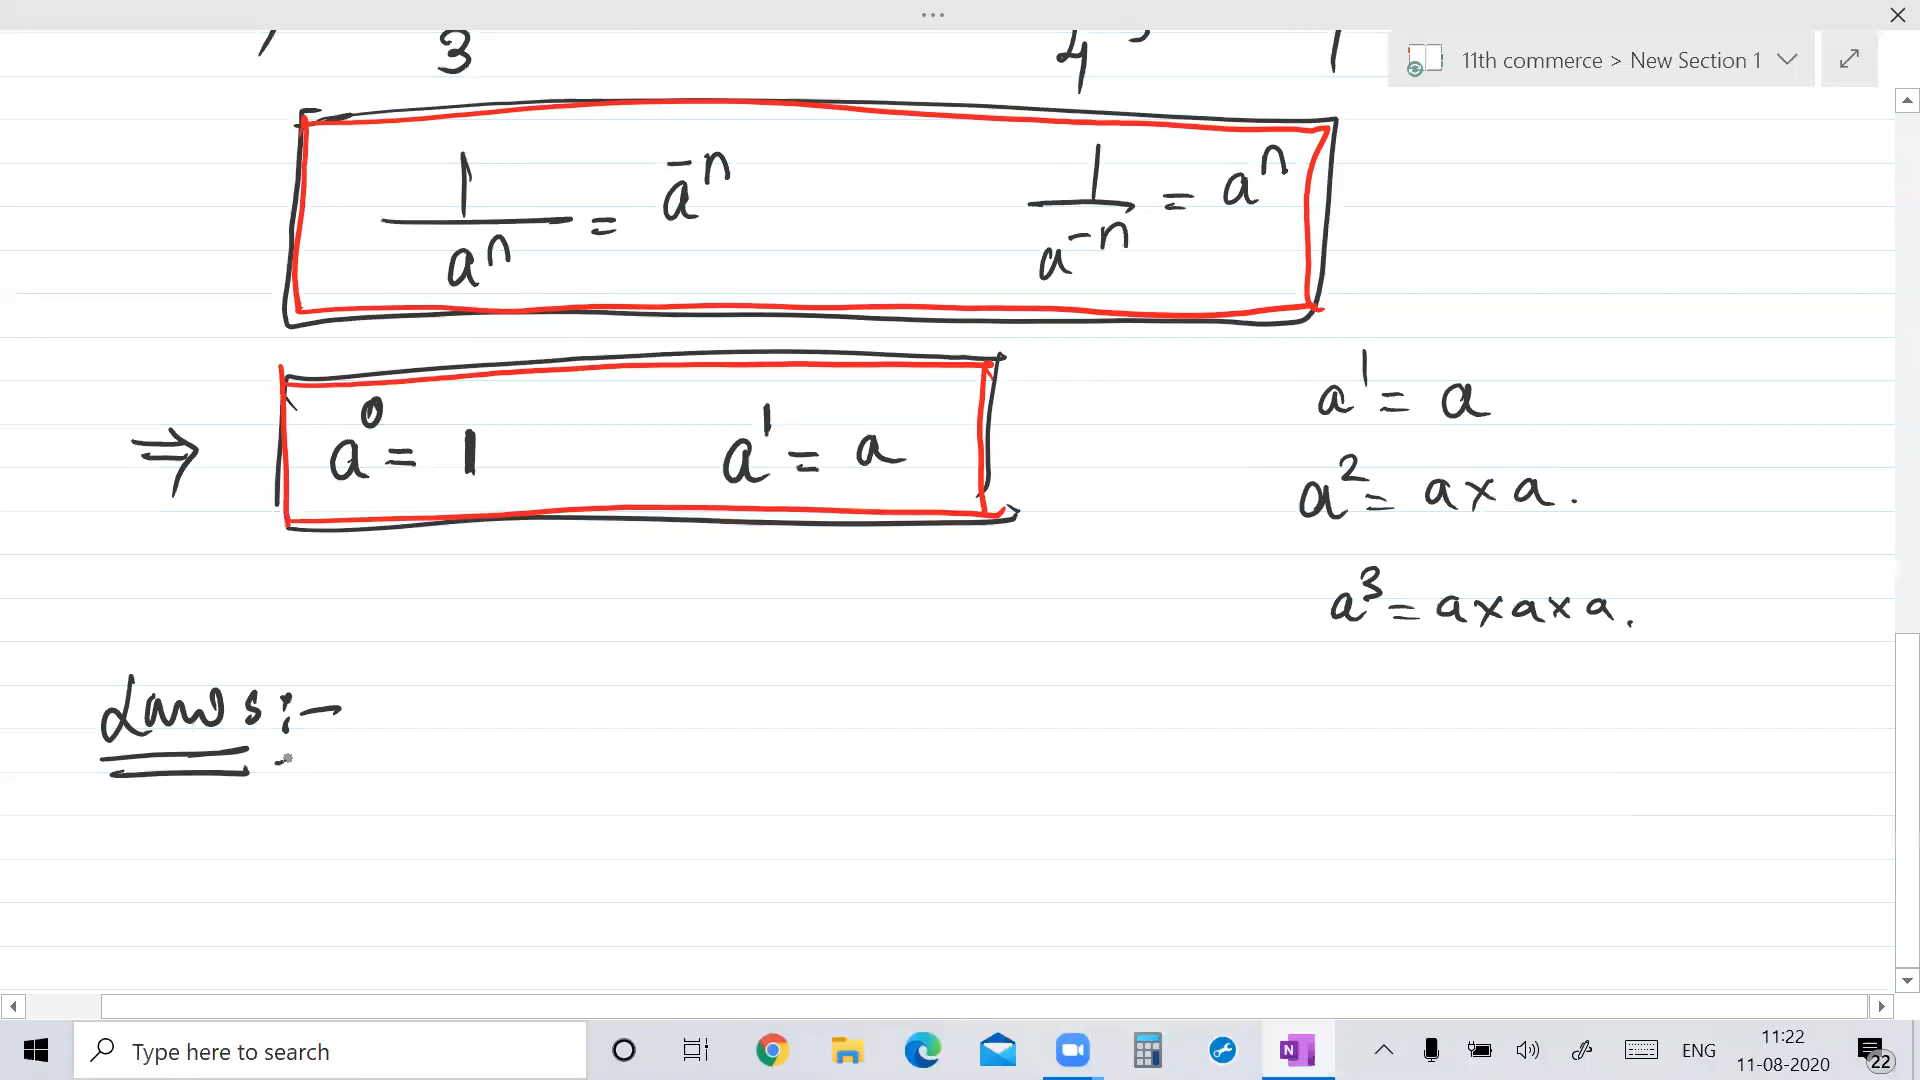 11th commerce > New Section 1
3 4 1
1/aⁿ = a⁻ⁿ 1/a⁻ⁿ = aⁿ
⇒ a⁰ = 1 a¹ = a
a¹ = a
a² = a × a .
a³ = a × a × a .
Laws :-
Type here to search
ENG
11:22
11-08-2020
22